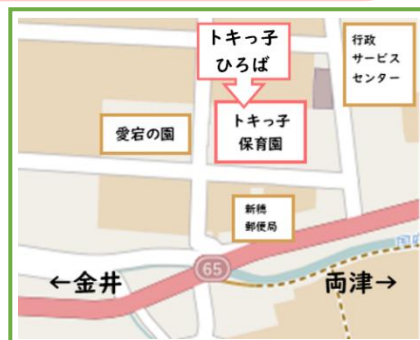 トキっ子
ひろば
行政
サービス
センター
愛宕の園
トキっ子
保育園
新穂
郵便局
65
←金井
両津→